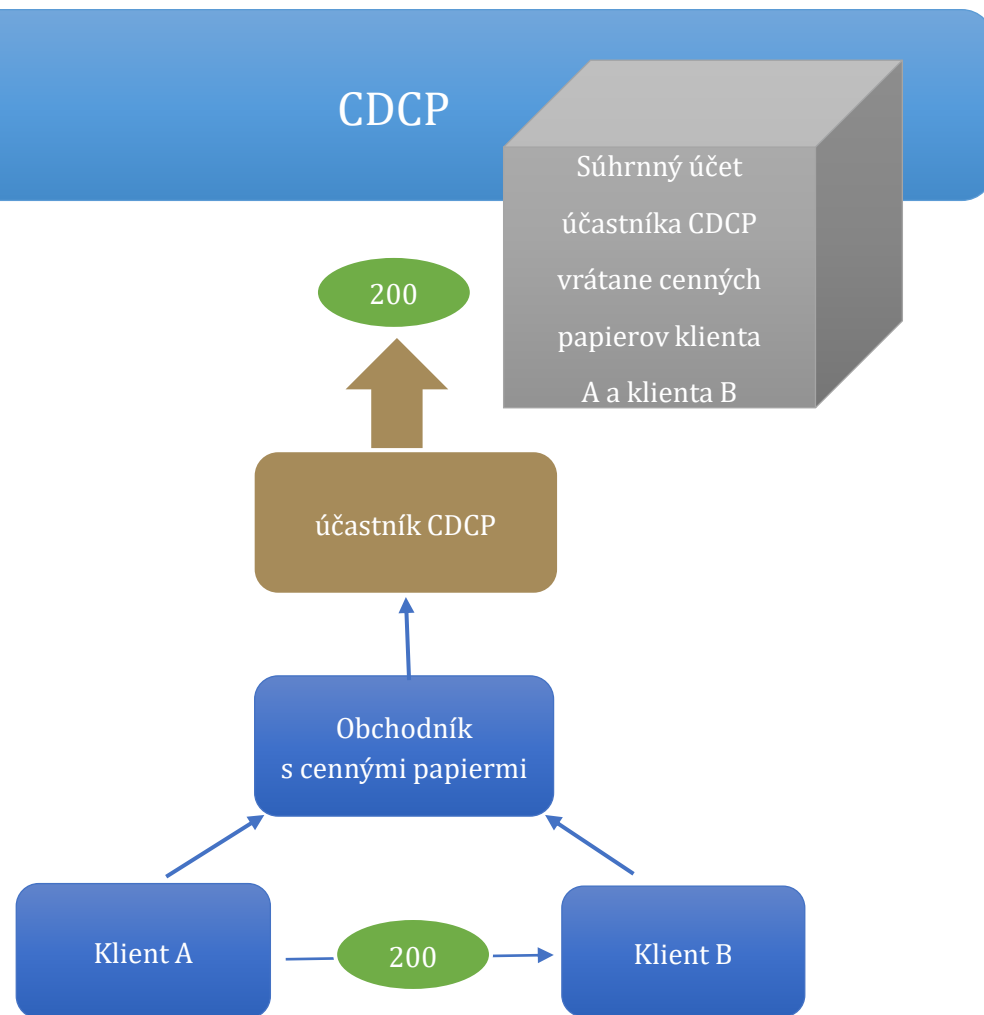 CDCP
Súhrnný účet
účastníka CDCP
vrátane cenných
papierov klienta
A a klienta B
200
účastník CDCP
Obchodník
s cennými papiermi
Klient A
200
Klient B